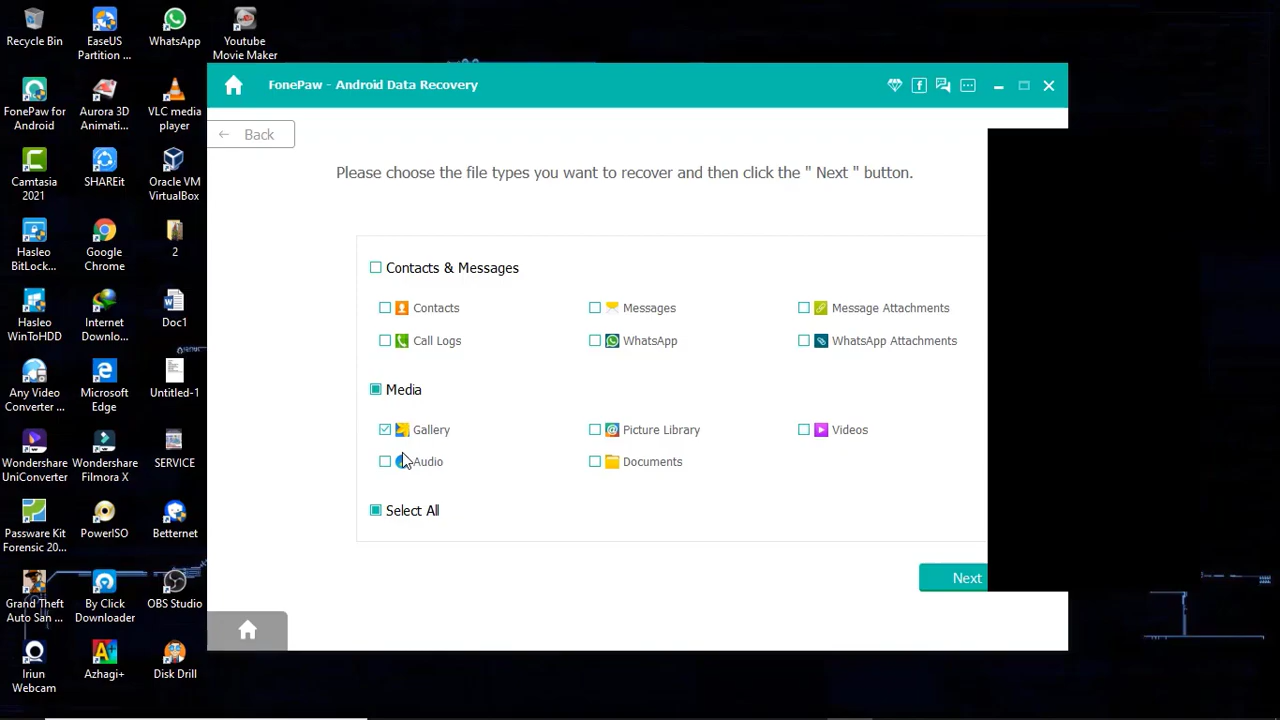 Recycle Bin
EaseUS
Partition ...
WhatsApp
Youtube
Movie Maker
FonePaw for
Android
Aurora 3D
Animati...
VLC media
player
Camtasia
2021
SHAREit
Oracle VM
VirtualBox
Hasleo
BitLock...
Google
Chrome
2
Hasleo
WinToHDD
Internet
Downlo...
Doc1
Any Video
Converter ...
Microsoft
Edge
Untitled-1
Wondershare
UniConverter
Wondershare
Filmora X
SERVICE
Passware Kit
Forensic 20...
PowerISO
Betternet
Grand Theft
Auto San ...
By Click
Downloader
OBS Studio
Iriun
Webcam
Azhagi+
Disk Drill
FonePaw - Android Data Recovery
Back
Please choose the file types you want to recover and then click the " Next " button.
Contacts & Messages
Contacts
Messages
Message Attachments
Call Logs
WhatsApp
WhatsApp Attachments
Media
Gallery
Picture Library
Videos
Audio
Documents
Select All
Next